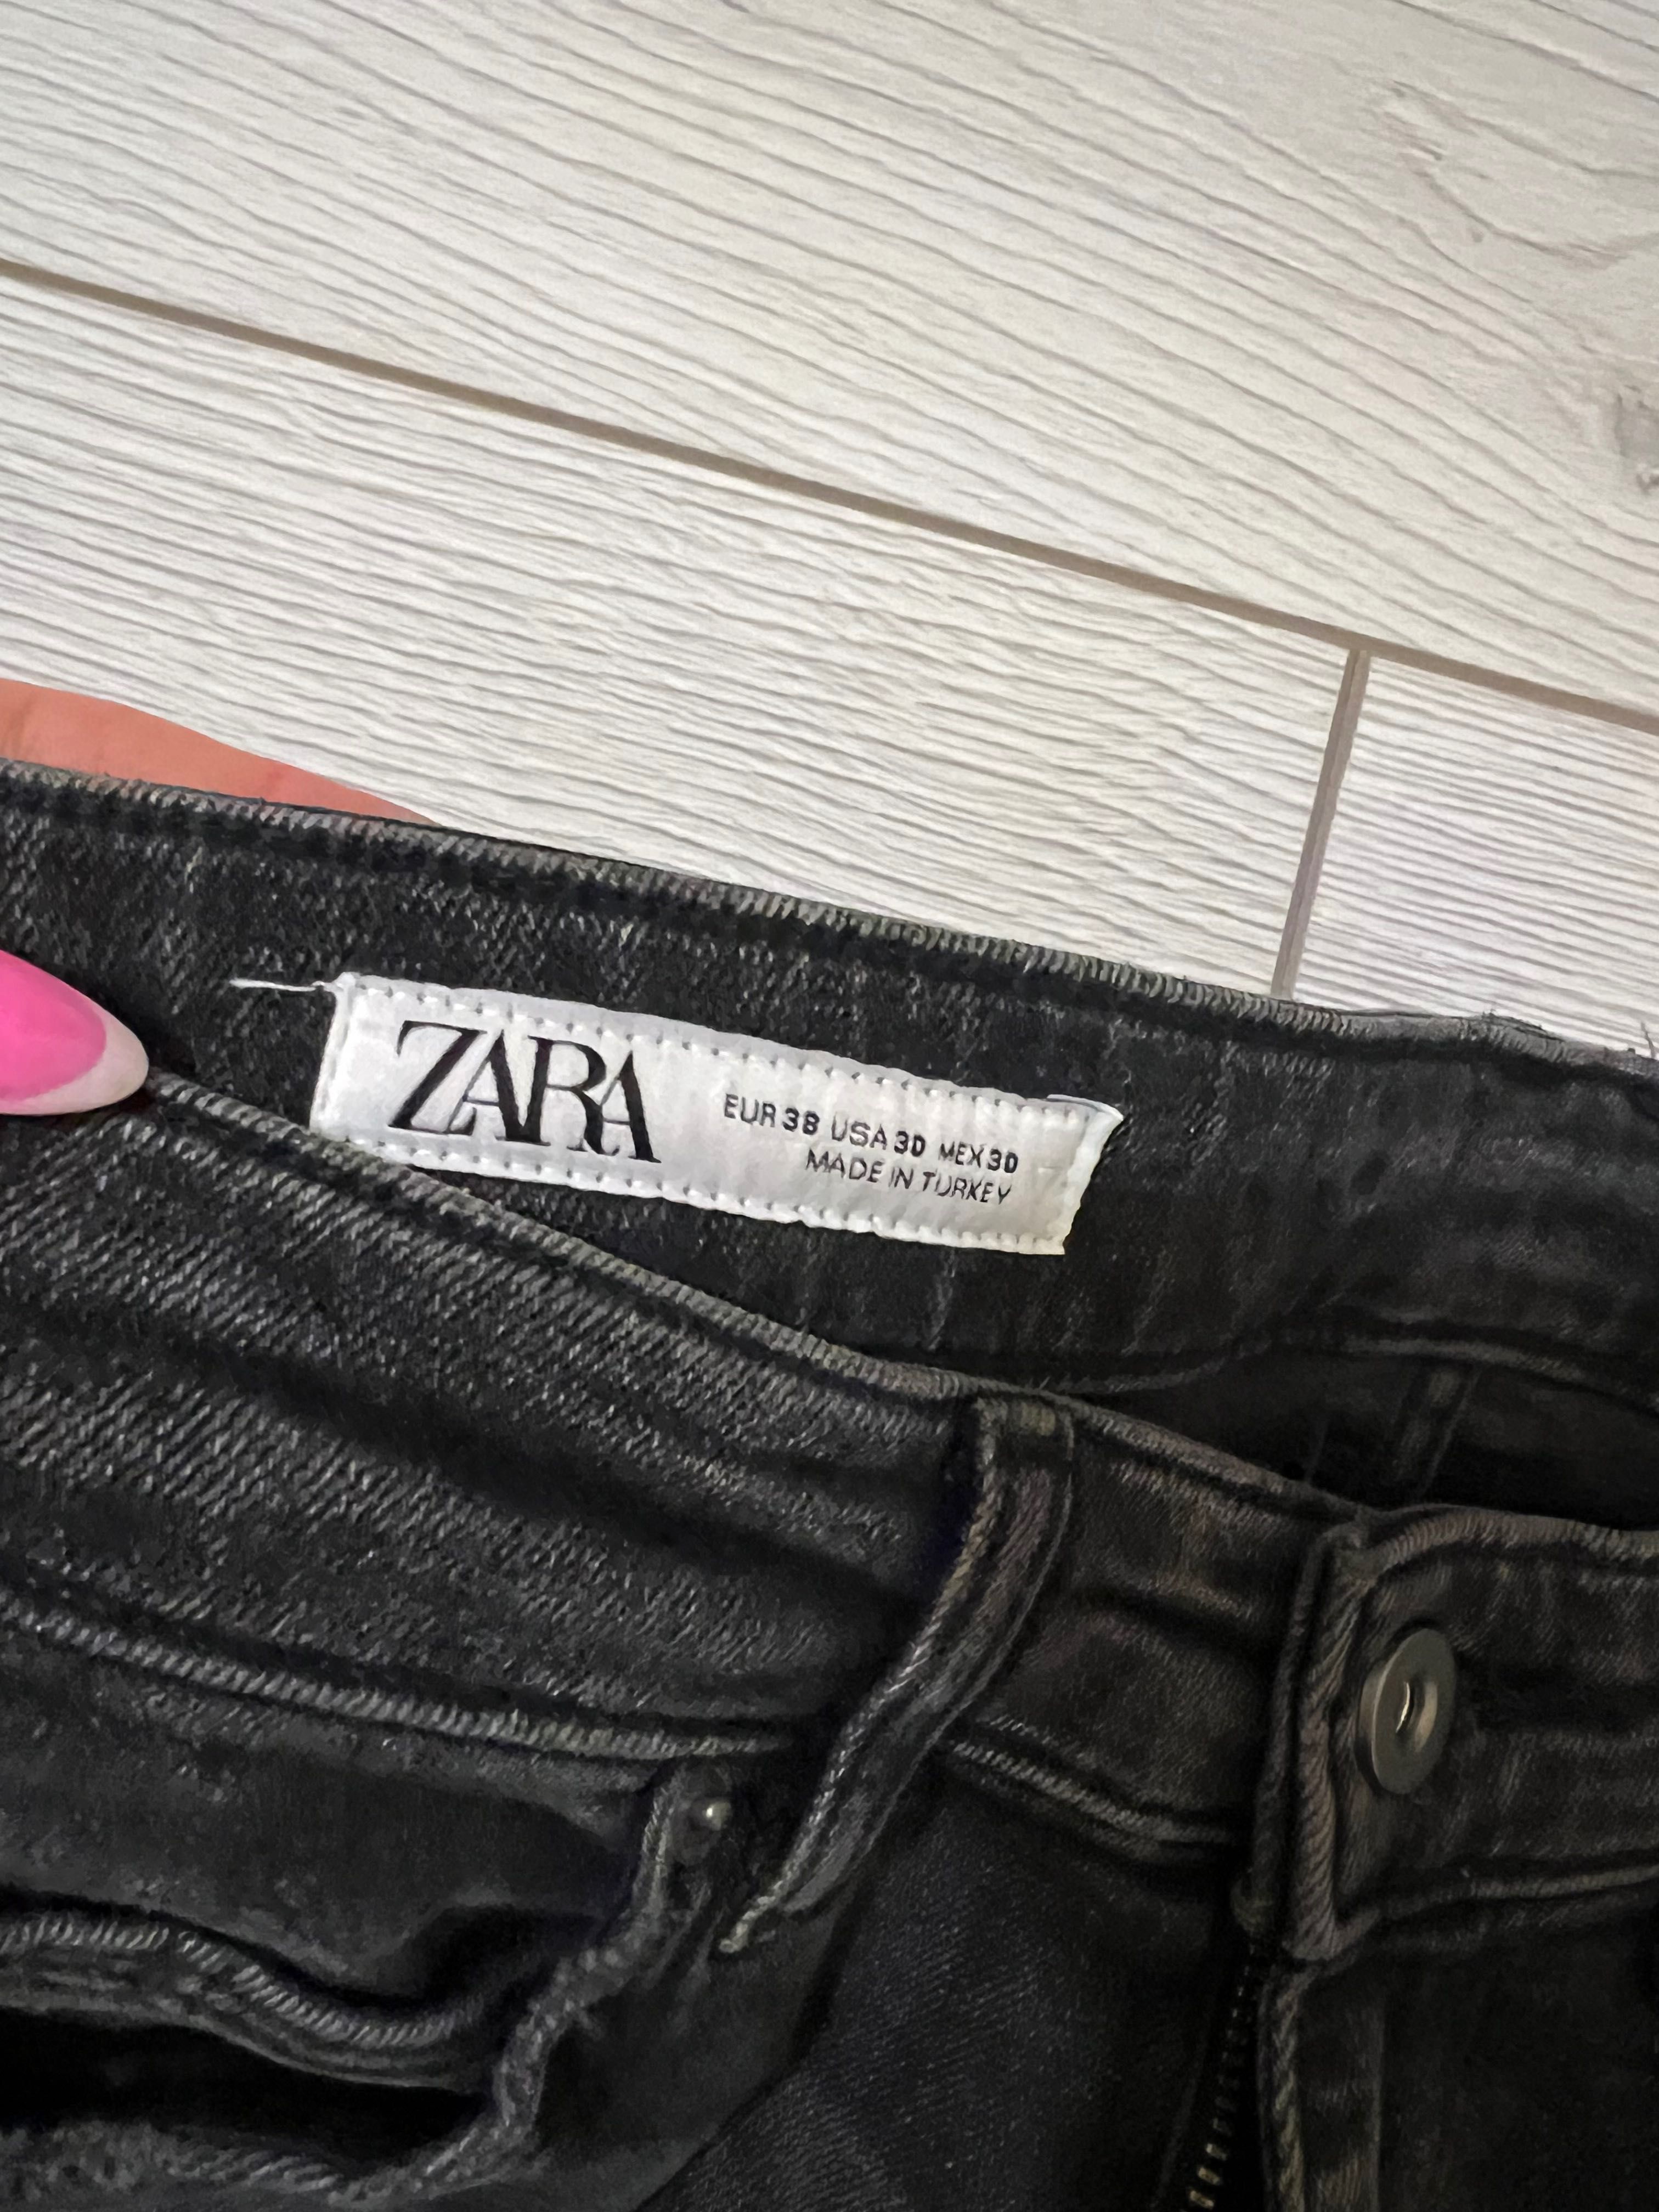 ZARA
EUR 38 USA 30 MEX 30
MADE IN TURKEY